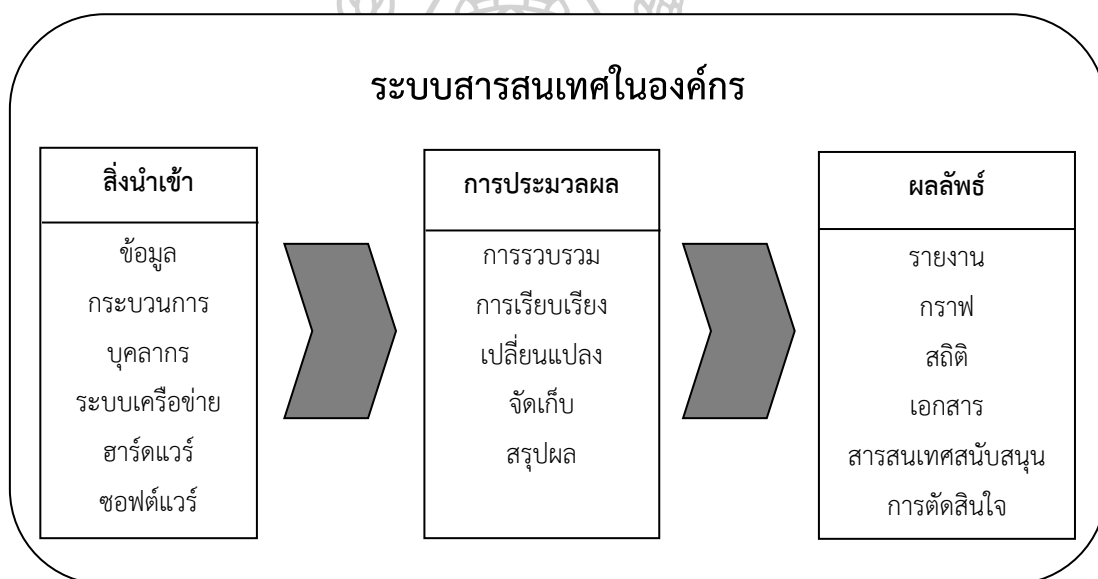 ระบบสารสนเทศในองค์กร
สิ่งนำเข้า
ข้อมูล
กระบวนการ
บุคลากร
ระบบเครือข่าย
ฮาร์ดแวร์
ซอฟต์แวร์
การประมวลผล
การรวบรวม
การเรียบเรียง
เปลี่ยนแปลง
จัดเก็บ
สรุปผล
ผลลัพธ์
รายงาน
กราฟ
สถิติ
เอกสาร
สารสนเทศสนับสนุน
การตัดสินใจ